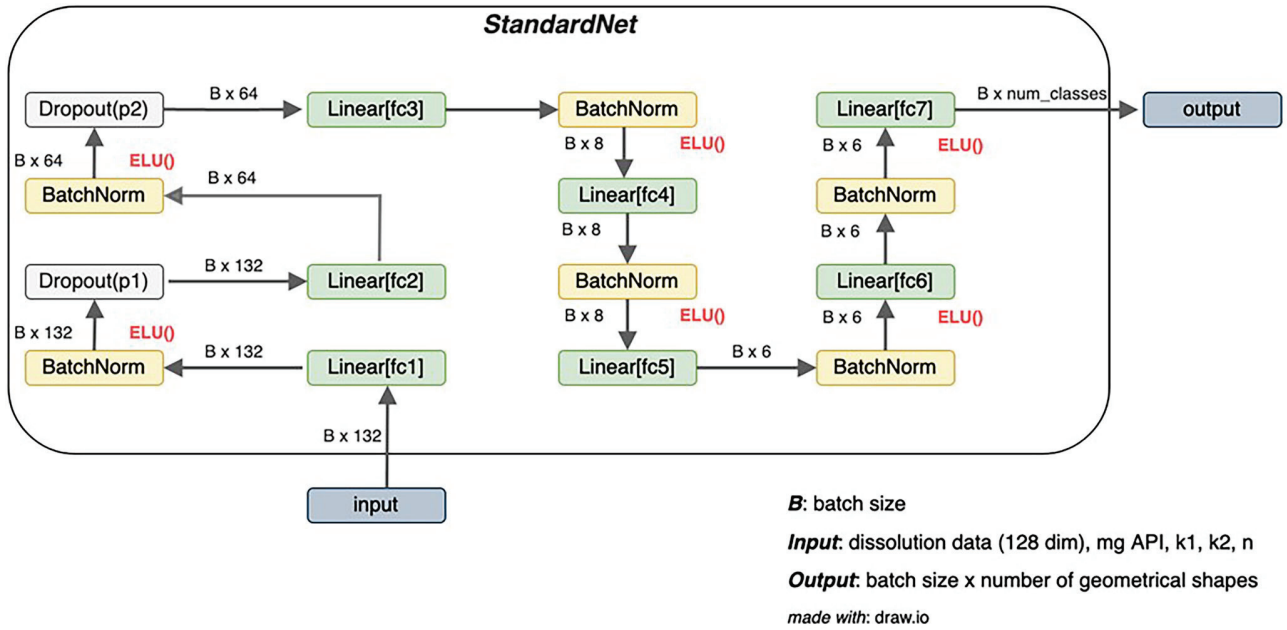 StandardNet
Dropout(p2)
B x 64
Linear[fc3]
BatchNorm
Linear[fc7]
B x num_classes
output
B x 64
ELU()
B x 8
ELU()
B x 6
ELU()
BatchNorm
B x 64
Linear[fc4]
BatchNorm
B x 8
B x 6
Dropout(p1)
B x 132
Linear[fc2]
BatchNorm
Linear[fc6]
B x 132
ELU()
B x 8
ELU()
B x 6
ELU()
BatchNorm
B x 132
Linear[fc1]
Linear[fc5]
B x 6
BatchNorm
B x 132
input
B: batch size
Input: dissolution data (128 dim), mg API, k1, k2, n
Output: batch size x number of geometrical shapes
made with: draw.io